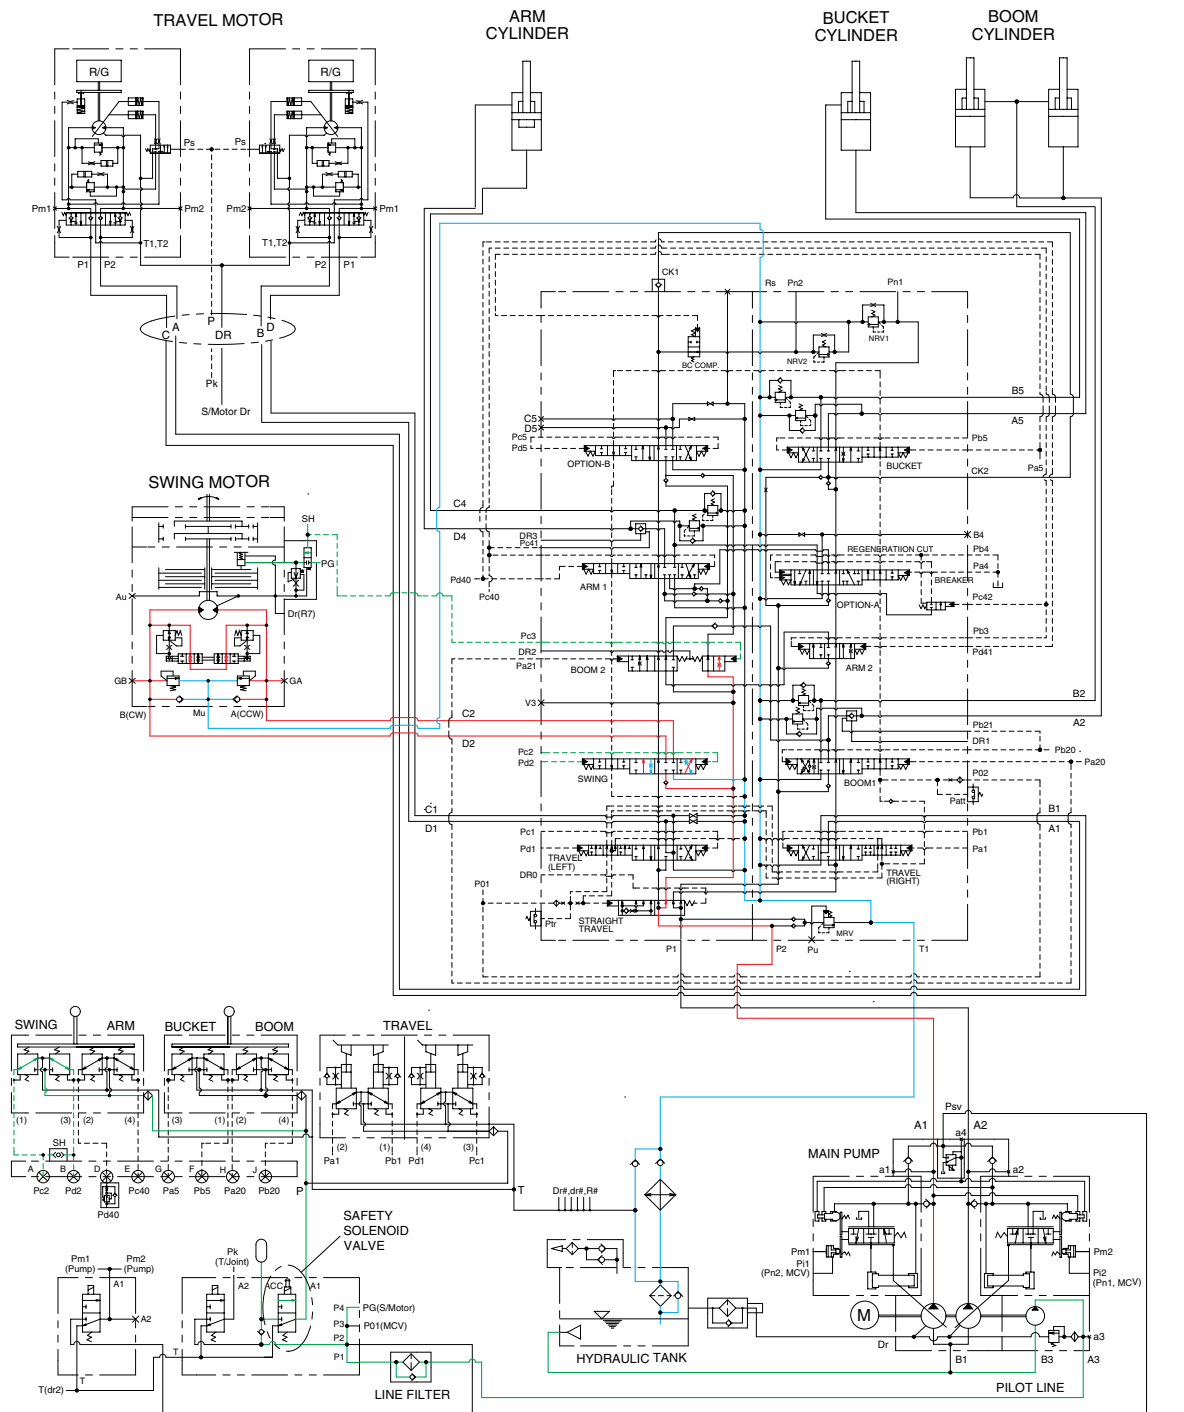 TRAVEL MOTOR
ARM
CYLINDER
BUCKET
CYLINDER
BOOM
CYLINDER
R/G
R/G
Ps
Ps
Pm1
Pm2
Pm2
Pm1
T1,T2
T1,T2
P1
P2
P2
P1
C
A
P
DR
B
D
Pk
S/Motor Dr
CK1
Rs
Pn2
Pn1
NRV1
NRV2
BC COMP.
B5
A5
C5
D5
Pc5
Pd5
OPTION-B
Pb5
BUCKET
CK2
Pa5
SWING MOTOR
SH
PG
Au
Dr(R7)
GB
GA
B(CW)
Mu
A(CCW)
C4
D4
DR3
Pc41
Pd40
Pc40
ARM 1
B4
REGENERATIION CUT
Pb4
Pa4
BREAKER
Pc42
OPTION-A
Pc3
DR2
Pa21
BOOM 2
Pb3
Pd41
ARM 2
V3
B2
A2
C2
D2
Pb21
DR1
Pc2
Pd2
SWING
Pb20
Pa20
BOOM1
P02
Patt
C1
D1
B1
A1
Pc1
Pd1
TRAVEL
(LEFT)
Pb1
Pa1
TRAVEL
(RIGHT)
DR0
P01
Ptr
STRAIGHT
TRAVEL
MRV
P1
P2
Pu
T1
SWING
ARM
BUCKET
BOOM
TRAVEL
(1)
(3)
(2)
(4)
(3)
(1)
(2)
(4)
(2)
(1)
(4)
(3)
Pa1
Pb1
Pd1
Pc1
SH
A
B
D
E
G
F
H
J
Pc2
Pd2
Pc40
Pa5
Pb5
Pa20
Pb20
Pd40
P
T
Dr#,dr#,R#
SAFETY
SOLENOID
VALVE
Pm1
(Pump)
Pm2
(Pump)
A1
A2
T
T(dr2)
Pk
(T/Joint)
A2
ACC
A1
T
P4
PG(S/Motor)
P3
P01(MCV)
P2
P1
LINE FILTER
HYDRAULIC TANK
Psv
A1
A2
a4
MAIN PUMP
a1
a2
Pm1
Pi1
(Pn2, MCV)
Pm2
Pi2
(Pn1, MCV)
M
Dr
a3
B1
B3
A3
PILOT LINE